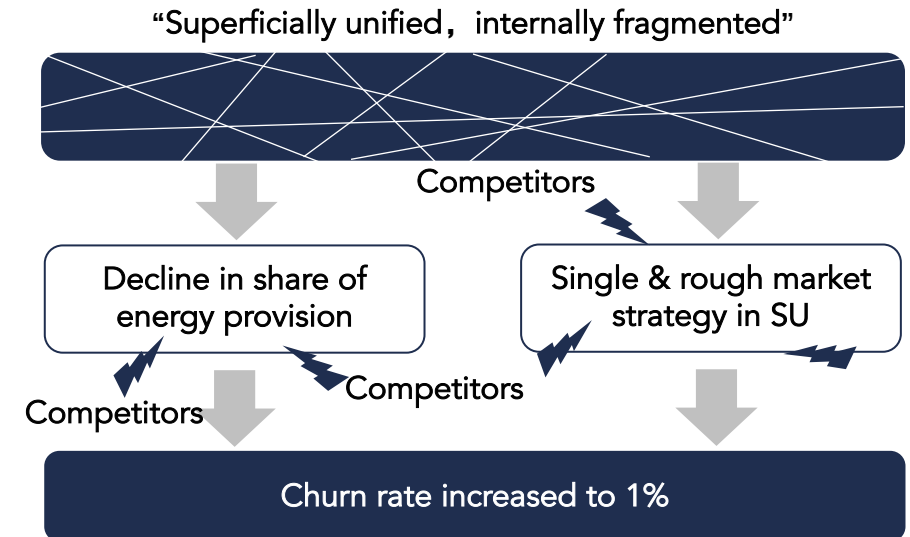 “Superficially unified，internally fragmented”
Competitors
Decline in share of
energy provision
Single & rough market
strategy in SU
Competitors
Competitors
Churn rate increased to 1%